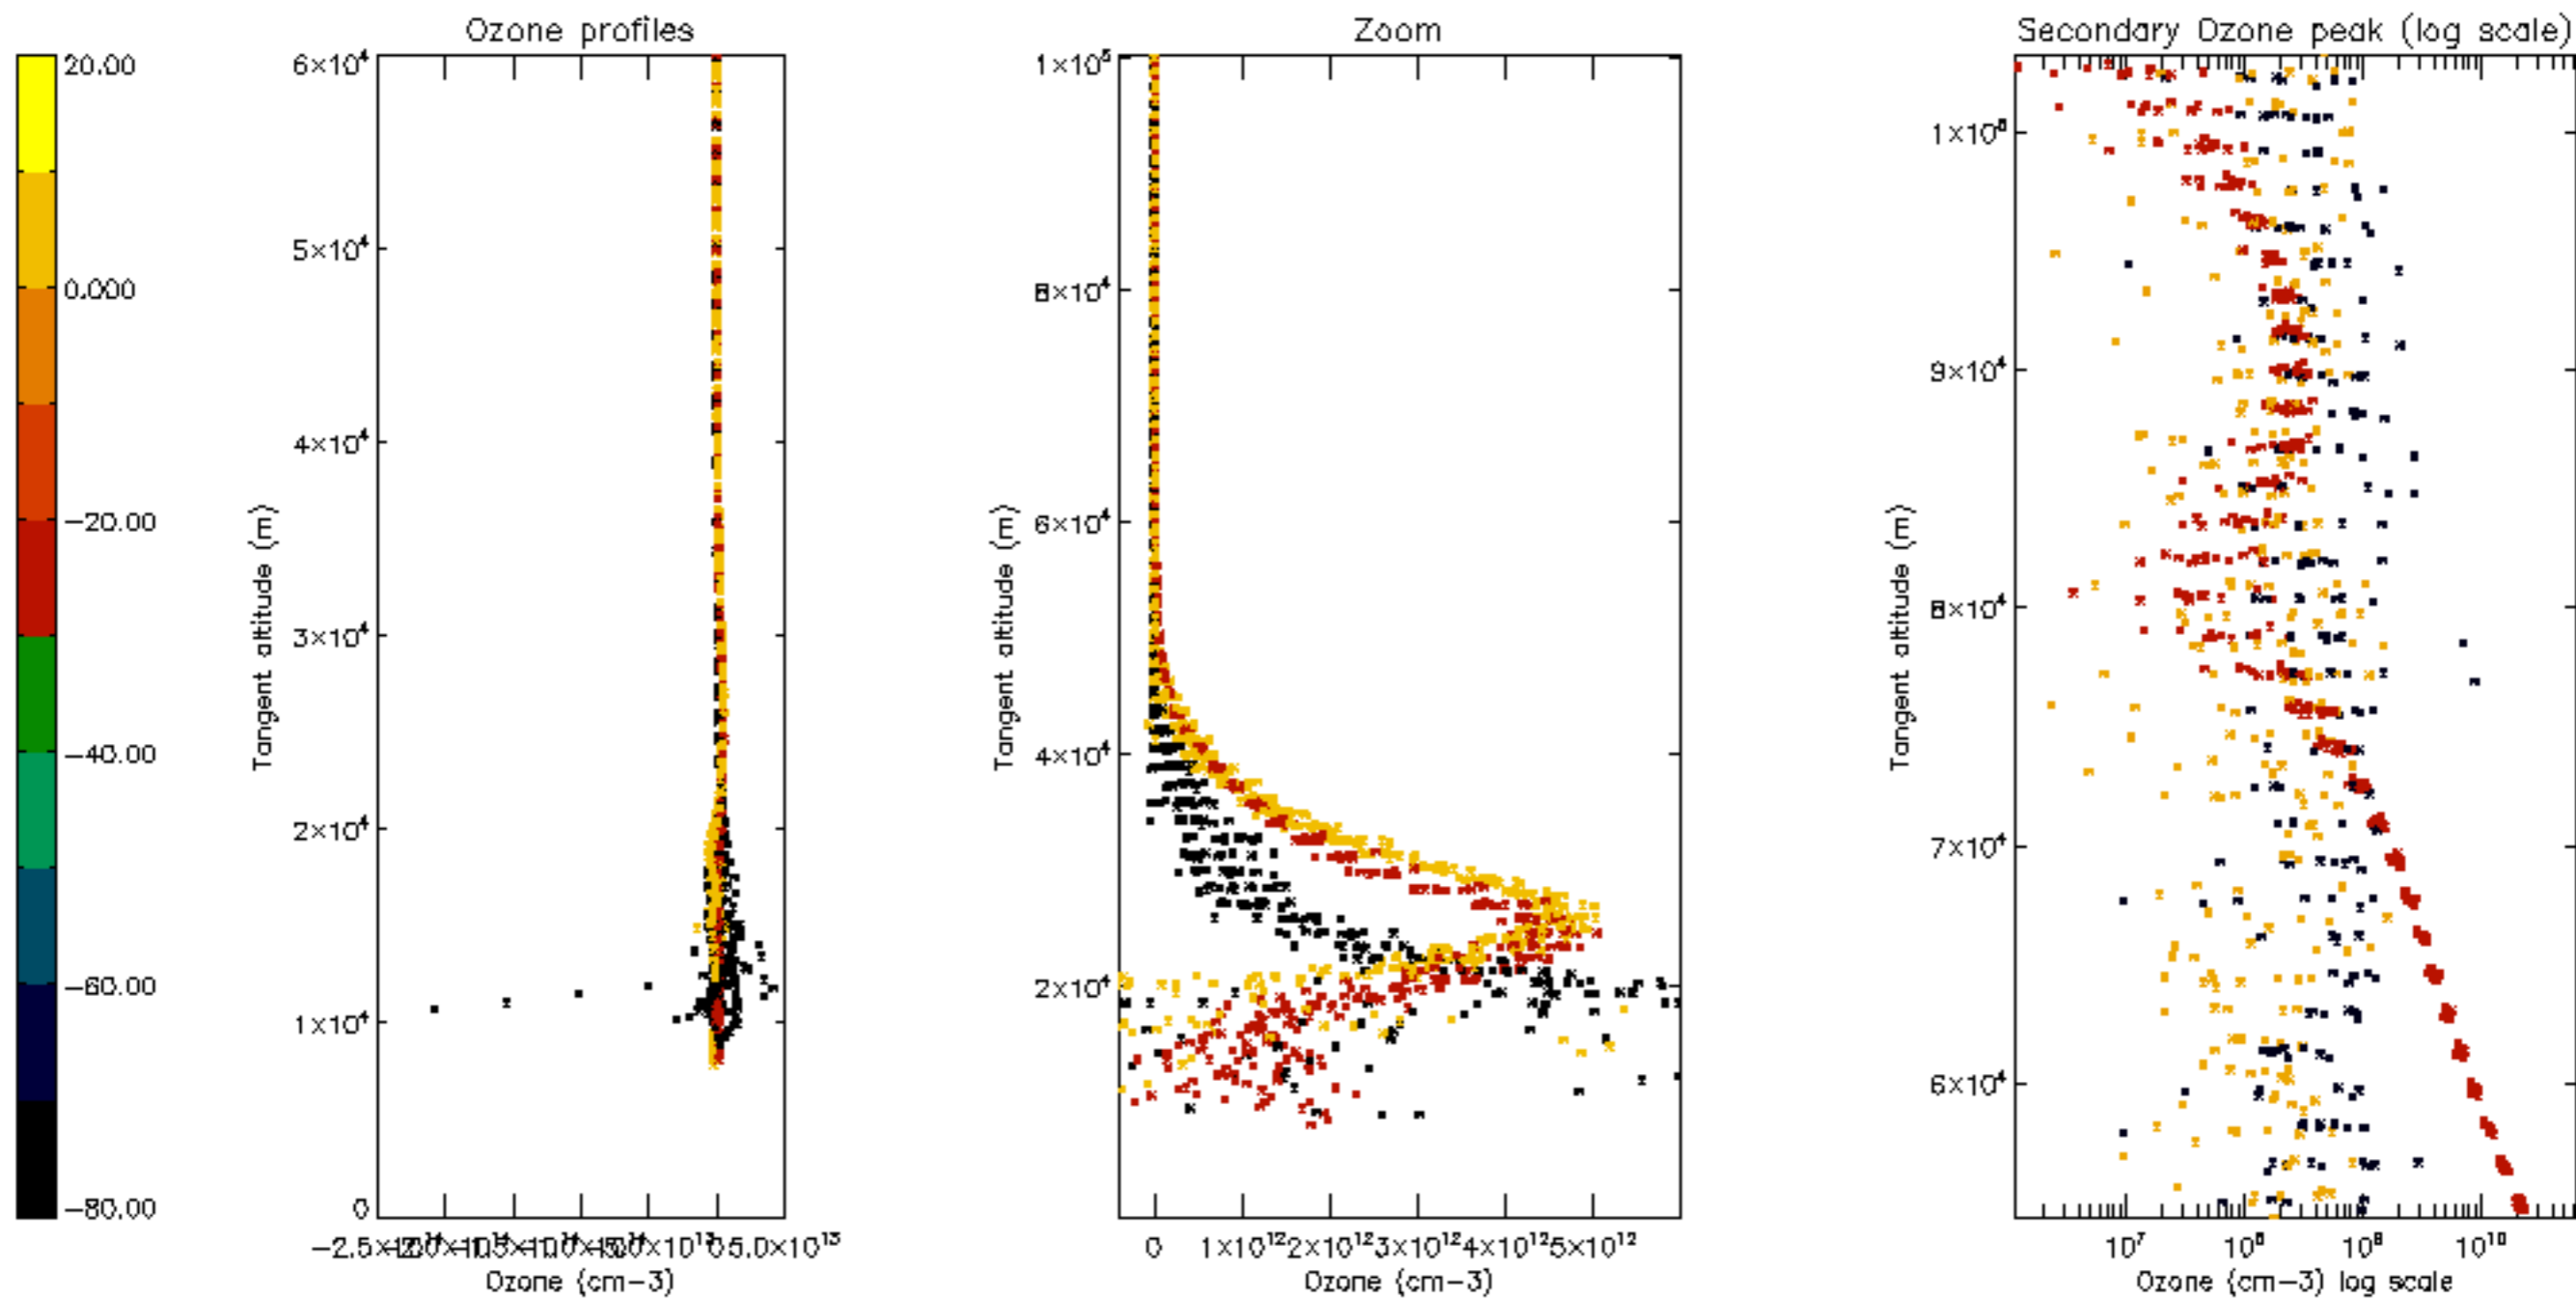 Ozone profiles
Zoom
Secondary Ozone peak (log scale)
20.00
0.000
−20.00
−40.00
−60.00
−80.00
Tangent altitude (m)
6×10⁴
5×10⁴
4×10⁴
3×10⁴
2×10⁴
1×10⁴
0
5.0×10¹³
Ozone (cm−3)
Tangent altitude (m)
1×10⁵
8×10⁴
6×10⁴
4×10⁴
2×10⁴
0 1×10¹² 2×10¹² 3×10¹² 4×10¹² 5×10¹²
Ozone (cm−3)
Tangent altitude (m)
1×10⁵
9×10⁴
8×10⁴
7×10⁴
6×10⁴
10⁷ 10⁸ 10⁹ 10¹⁰
Ozone (cm−3) log scale